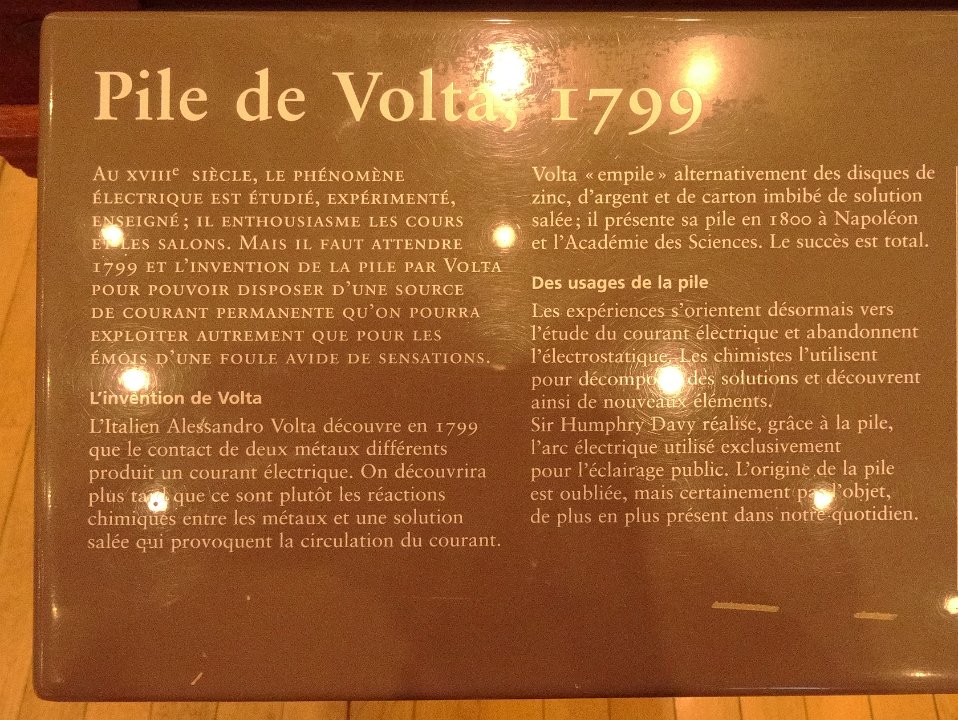 Pile de Volta, 1799
Au XVIIIe siècle, le phénomène
électrique est étudié, expérimenté,
enseigné ; il enthousiasme les cours
et les salons. Mais il faut attendre
1799 et l'invention de la pile par Volta
pour pouvoir disposer d'une source
de courant permanente qu'on pourra
exploiter autrement que pour les
émois d'une foule avide de sensations.
L'invention de Volta
L'Italien Alessandro Volta découvre en 1799
que le contact de deux métaux différents
produit un courant électrique. On découvrira
plus tard que ce sont plutôt les réactions
chimiques entre les métaux et une solution
salée qui provoquent la circulation du courant.
Volta « empile » alternativement des disques de
zinc, d'argent et de carton imbibé de solution
salée ; il présente sa pile en 1800 à Napoléon
et l'Académie des Sciences. Le succès est total.
Des usages de la pile
Les expériences s'orientent désormais vers
l'étude du courant électrique et abandonnent
l'électrostatique. Les chimistes l'utilisent
pour décomposer des solutions et découvrent
ainsi de nouveaux éléments.
Sir Humphry Davy réalise, grâce à la pile,
l'arc électrique utilisé exclusivement
pour l'éclairage public. L'origine de la pile
est oubliée, mais certainement pas l'objet,
de plus en plus présent dans notre quotidien.